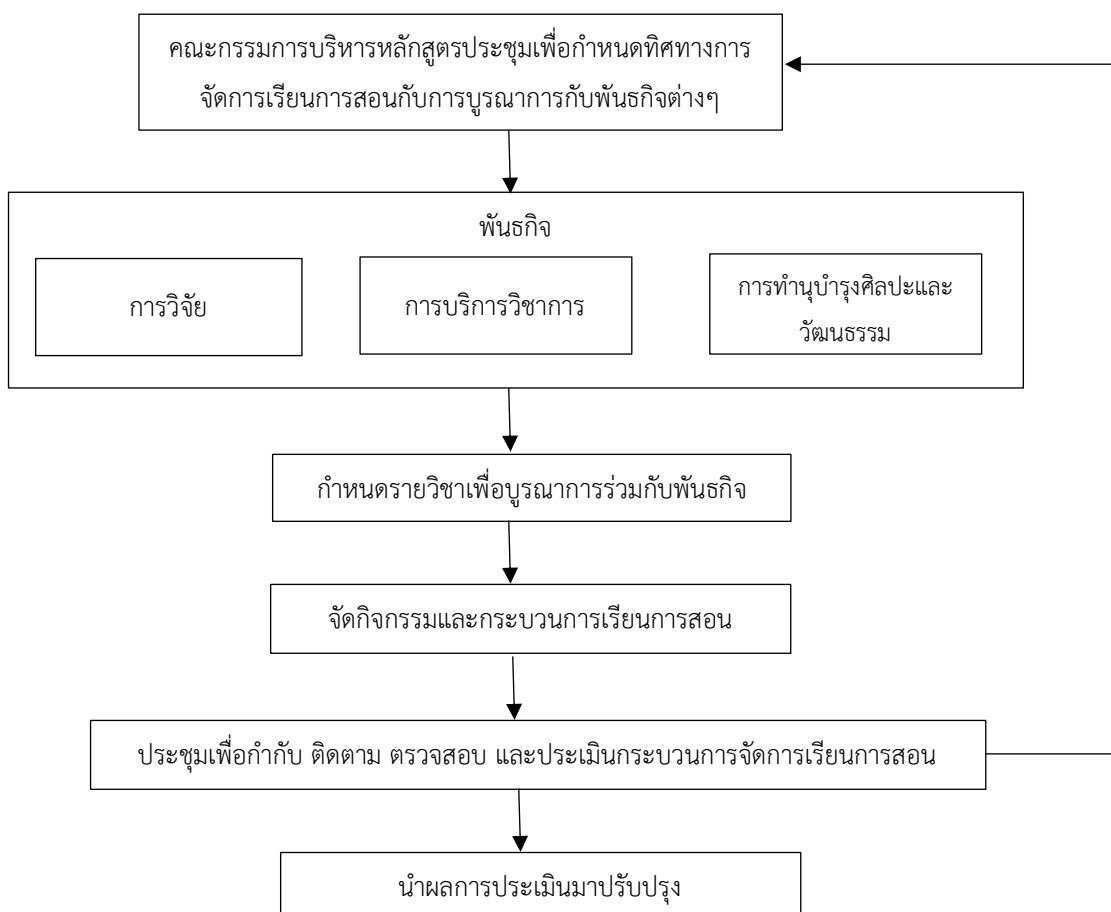 คณะกรรมการบริหารหลักสูตรประชุมเพื่อกำหนดทิศทางการ
จัดการเรียนการสอนกับการบูรณาการกับพันธกิจต่างๆ
พันธกิจ
การวิจัย
การบริการวิชาการ
การทำนุบำรุงศิลปะและ
วัฒนธรรม
กำหนดรายวิชาเพื่อบูรณาการร่วมกับพันธกิจ
จัดกิจกรรมและกระบวนการเรียนการสอน
ประชุมเพื่อกำกับ ติดตาม ตรวจสอบ และประเมินกระบวนการจัดการเรียนการสอน
นำผลการประเมินมาปรับปรุง